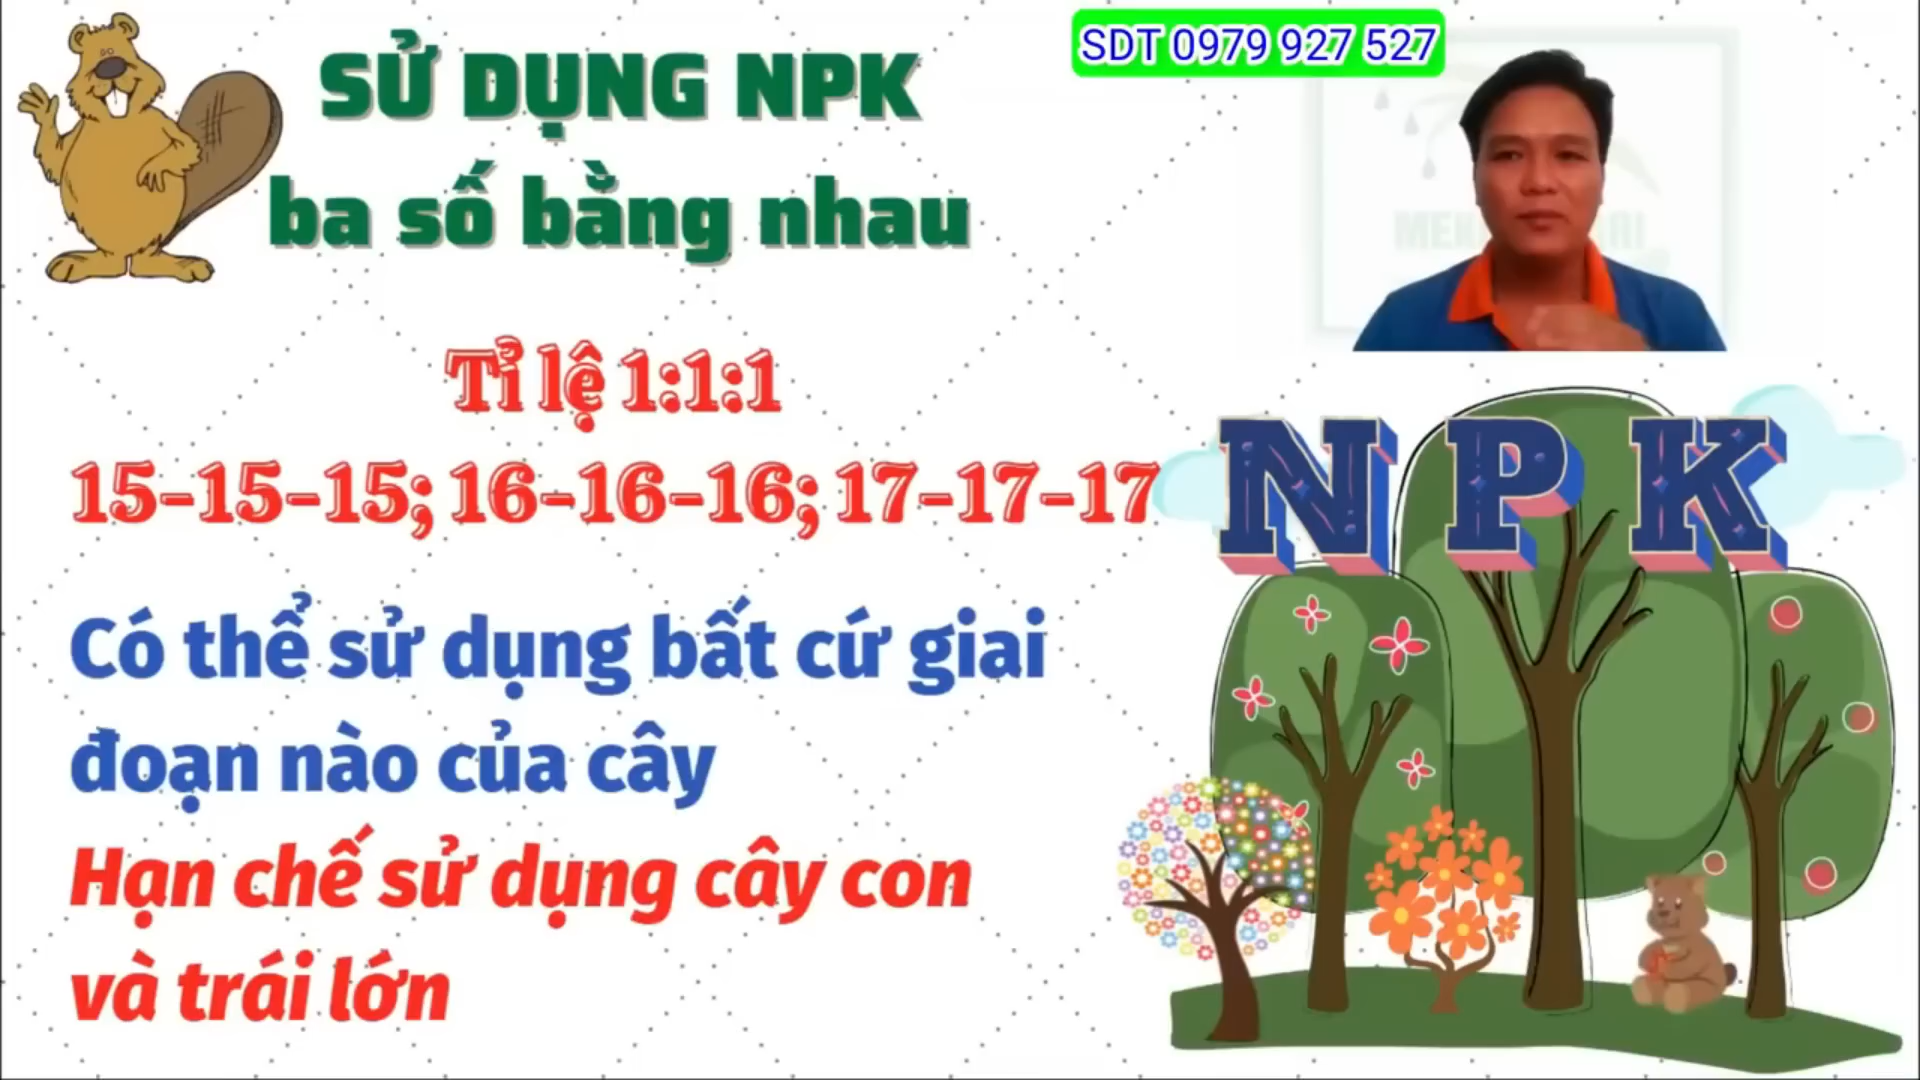 SDT 0979 927 527
SỬ DỤNG NPK
ba số bằng nhau
Tỉ lệ 1:1:1
15-15-15; 16-16-16; 17-17-17
N P K
Có thể sử dụng bất cứ giai
đoạn nào của cây
Hạn chế sử dụng cây con
và trái lớn